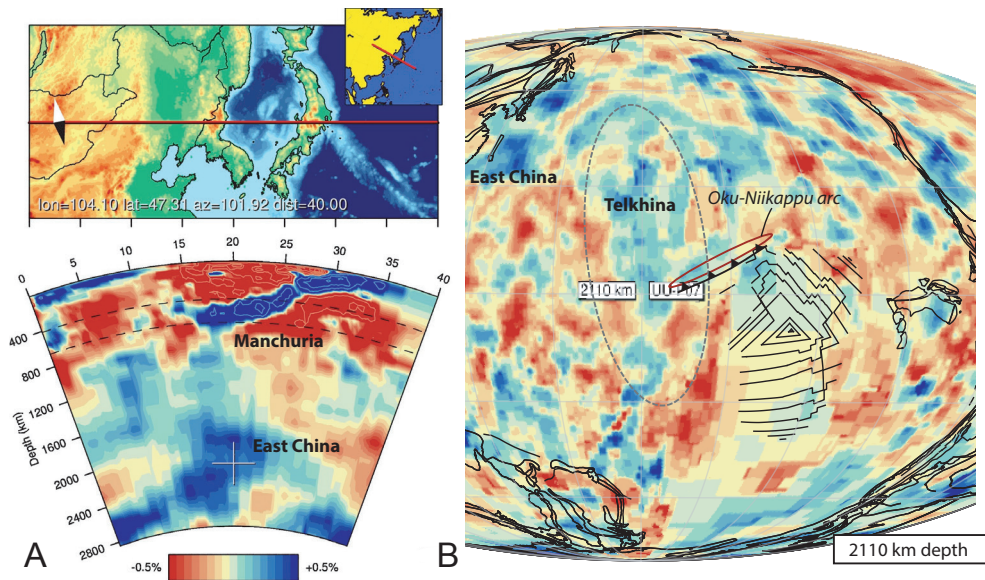 lon=104.10 lat=47.31 az=101.92 dist=40.00
0
5
10
15
20
25
30
35
40
0
400
800
1200
1600
2000
2400
2800
Depth (km)
Manchuria
East China
A
-0.5%
+0.5%
East China
Telkhina
Oku-Niikappu arc
2110 km
B
2110 km depth